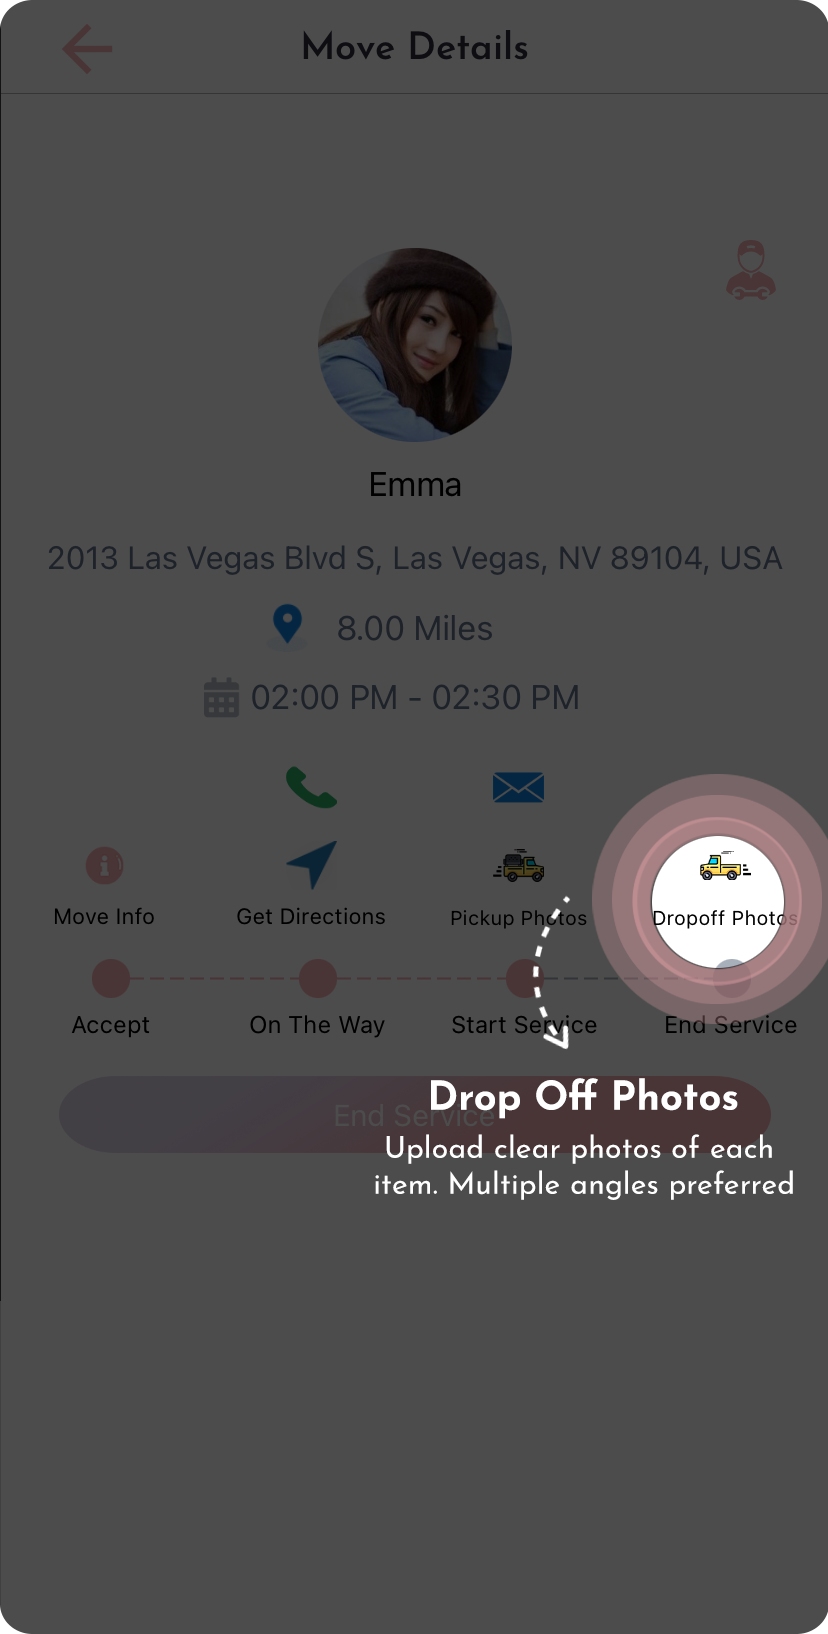 Move Details
Emma
2013 Las Vegas Blvd S, Las Vegas, NV 89104, USA
8.00 Miles
02:00 PM - 02:30 PM
Move Info
Get Directions
Pickup Photos
Dropoff Photos
Accept
On The Way
Start Service
End Service
Drop Off Photos
End Service
Upload clear photos of each
item. Multiple angles preferred